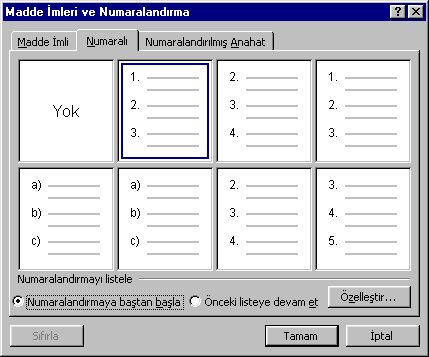 Madde İmleri ve Numaralandırma
Madde İmli Numaralı Numaralandırılmış Anahat
Yok
1.
2.
3.
2.
3.
4.
1.
2.
3.
a)
b)
c)
a)
b)
c)
2.
3.
4.
3.
4.
5.
Numaralandırmayı listele
Numaralandırmaya baştan başla Önceki listeye devam et Özelleştir...
Sıfırla Tamam İptal